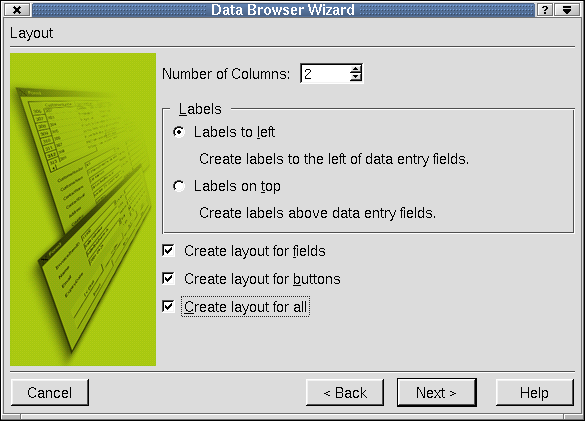 Data Browser Wizard
?
Layout
Number of Columns: 2
Labels
Labels to left
Create labels to the left of data entry fields.
Labels on top
Create labels above data entry fields.
Create layout for fields
Create layout for buttons
Create layout for all
Cancel
< Back
Next >
Help